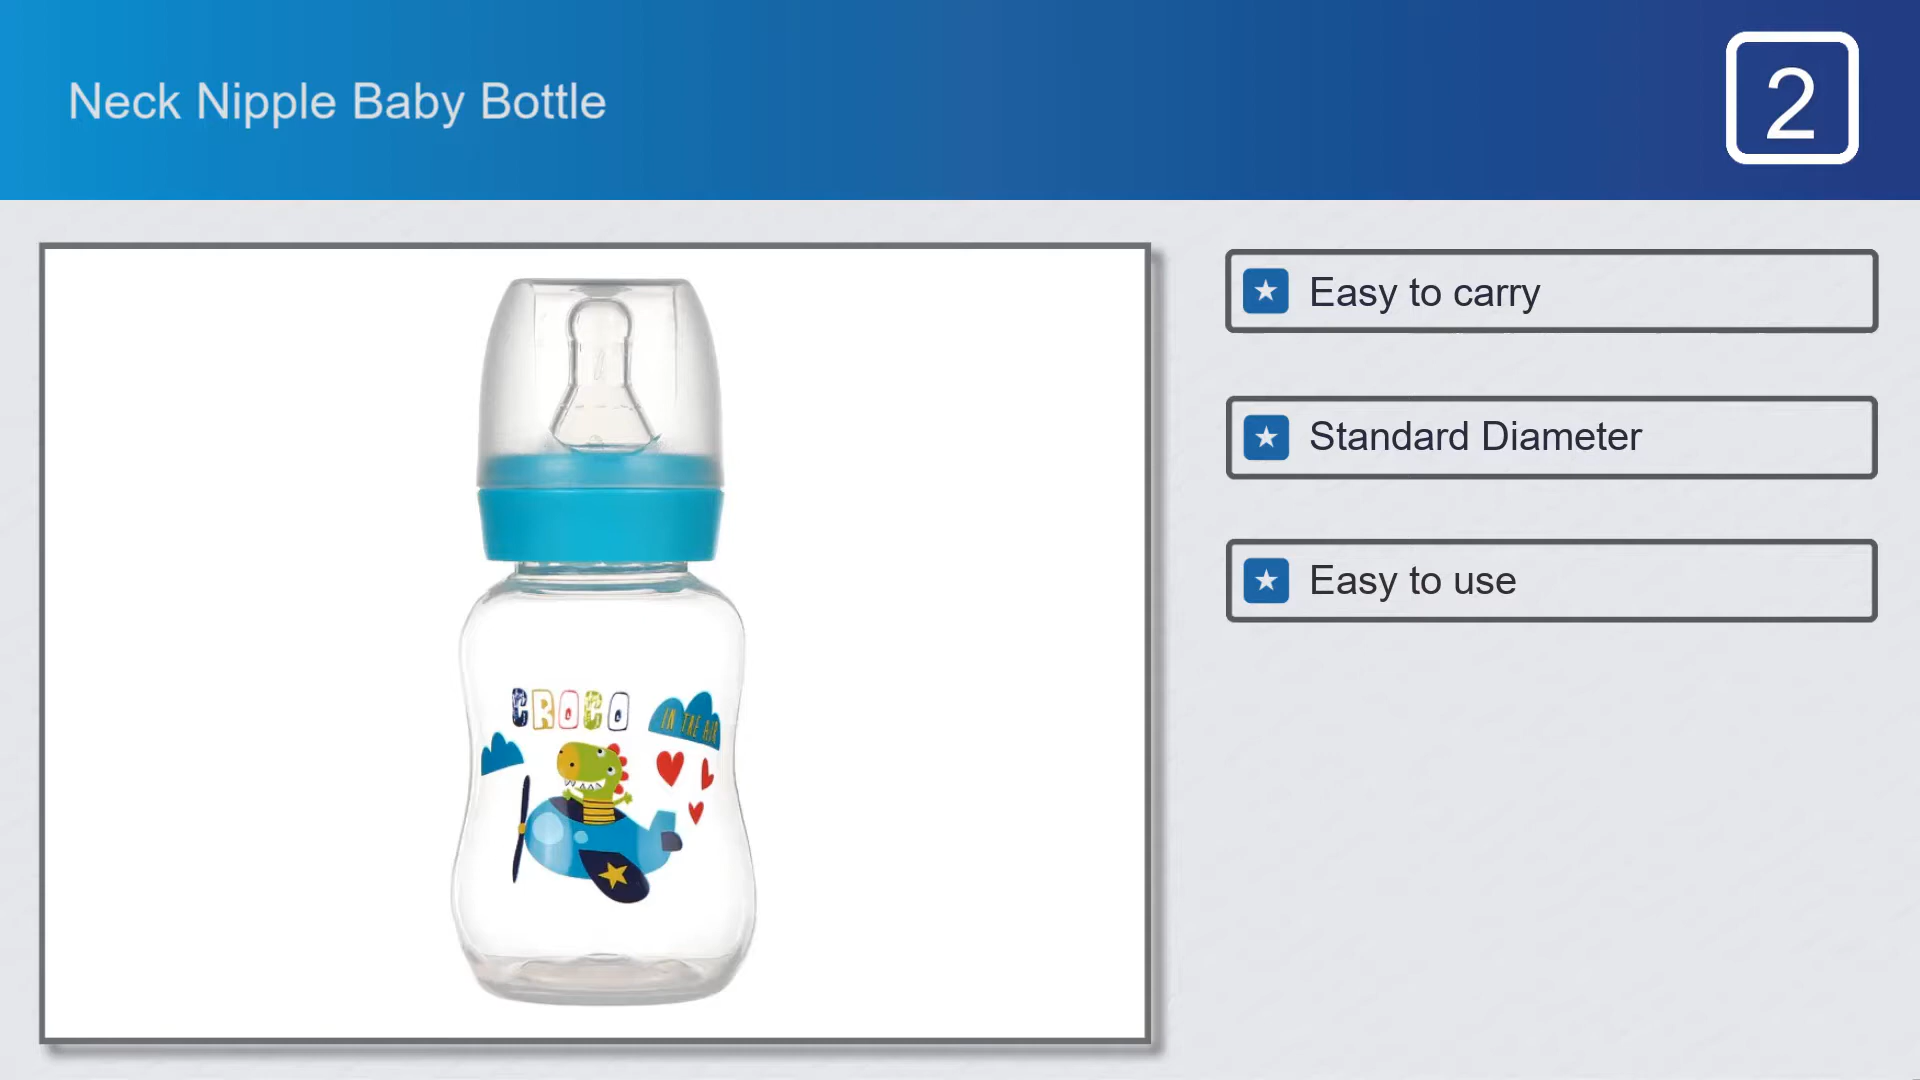 Neck Nipple Baby Bottle
2
Easy to carry
Standard Diameter
Easy to use
CROCO
IN THE AIR